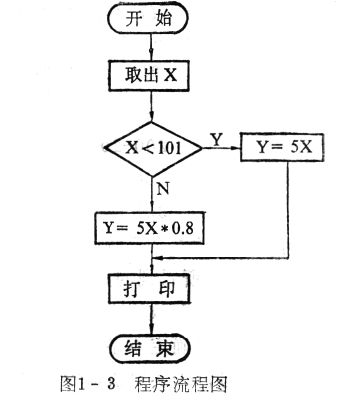 开 始
取出 X
X<101
Y
Y= 5X
N
Y= 5X*0.8
打 印
结 束
图1-3 程序流程图